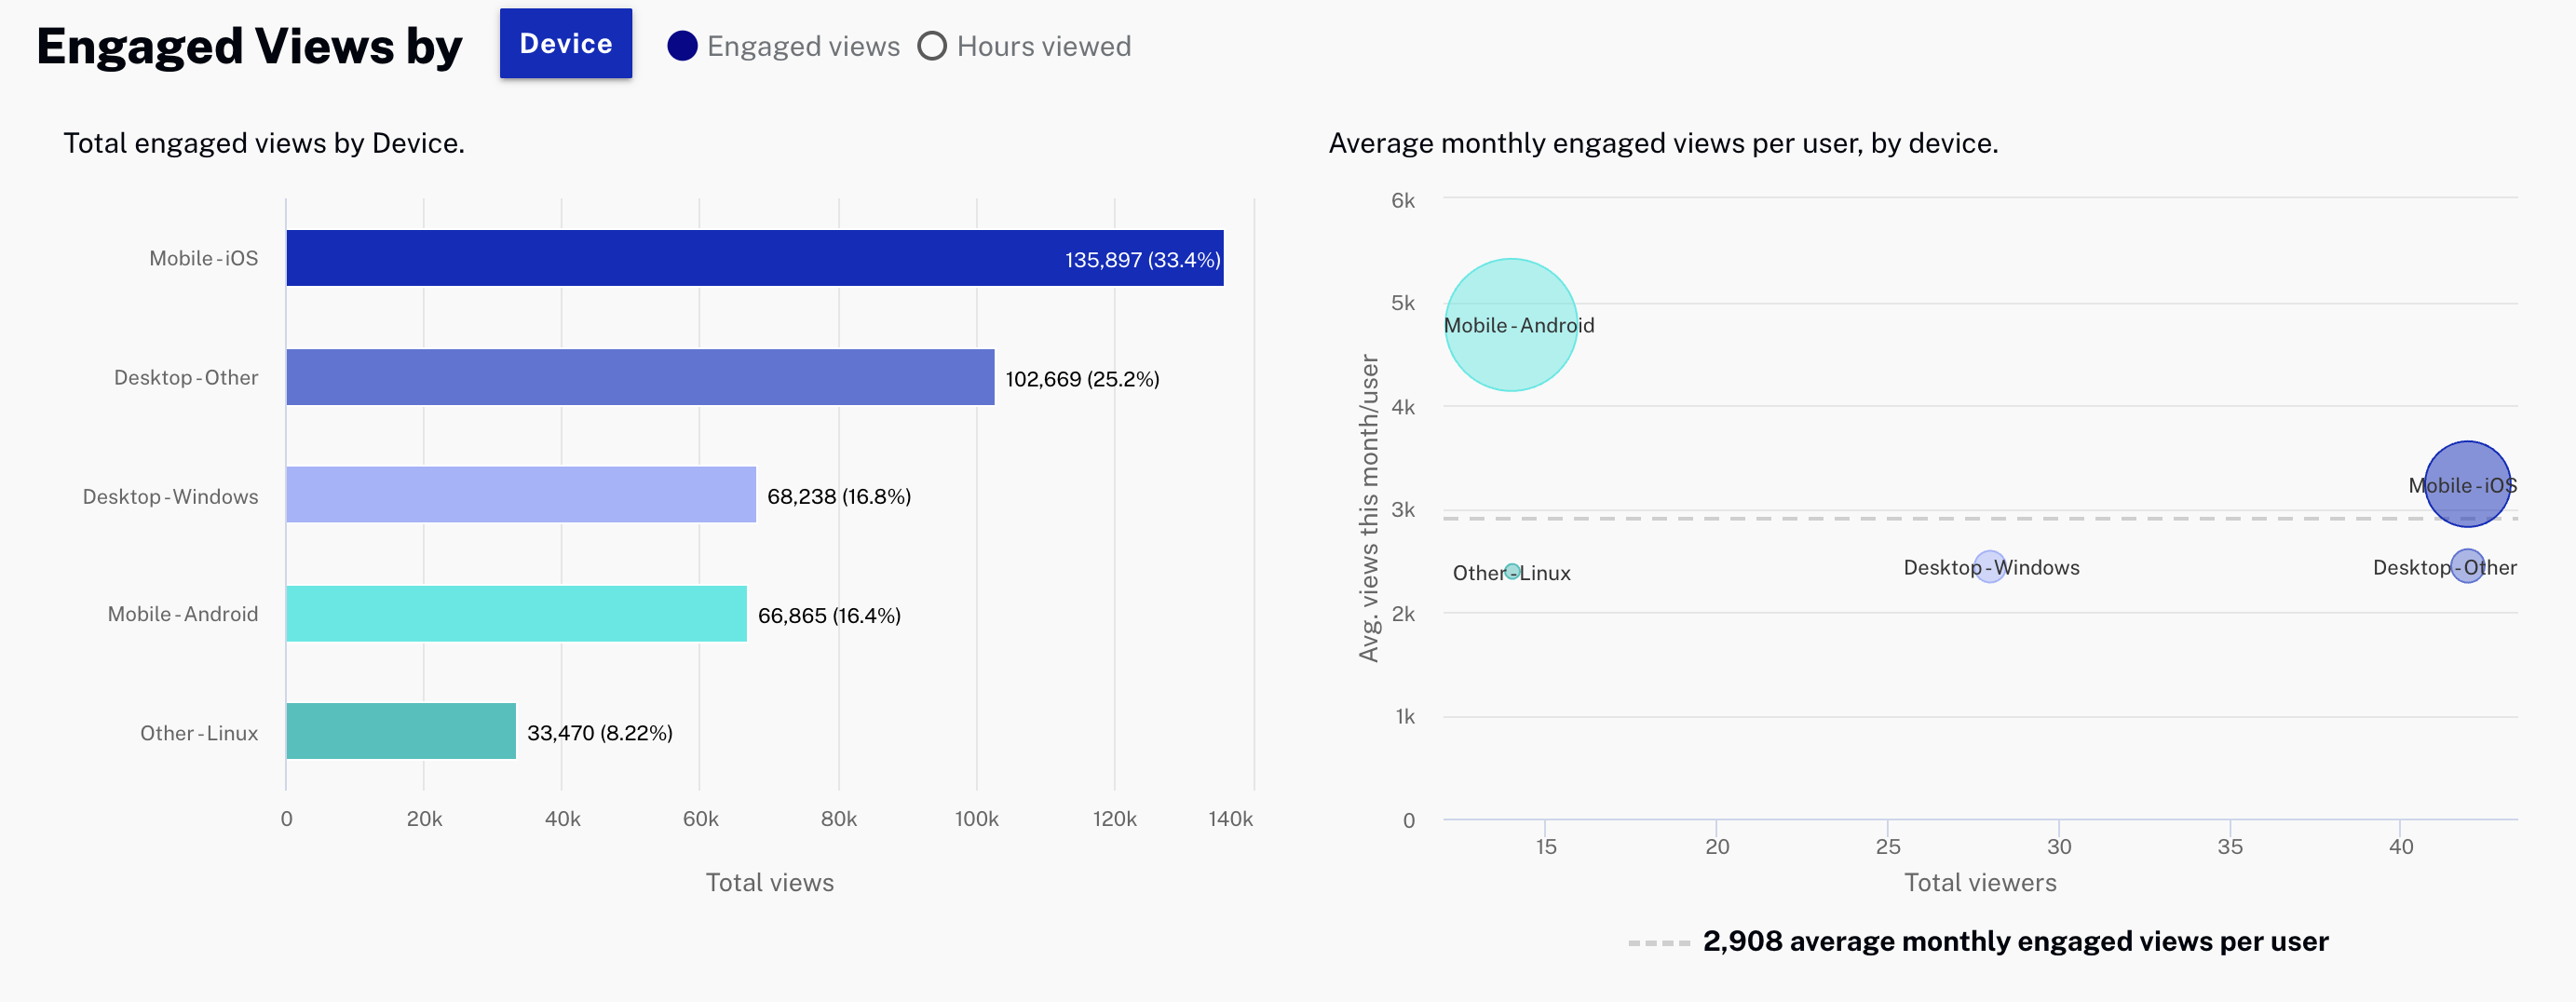 Engaged Views by Device Engaged views Hours viewed
Total engaged views by Device.
Mobile - iOS 135,897 (33.4%)
Desktop - Other 102,669 (25.2%)
Desktop - Windows 68,238 (16.8%)
Mobile - Android 66,865 (16.4%)
Other - Linux 33,470 (8.22%)
0 20k 40k 60k 80k 100k 120k 140k
Total views
Average monthly engaged views per user, by device.
Avg. views this month/user
6k
5k
Mobile - Android
4k
Mobile - iOS
3k
Other - Linux Desktop - Windows Desktop - Other
2k
1k
0
15 20 25 30 35 40
Total viewers
2,908 average monthly engaged views per user